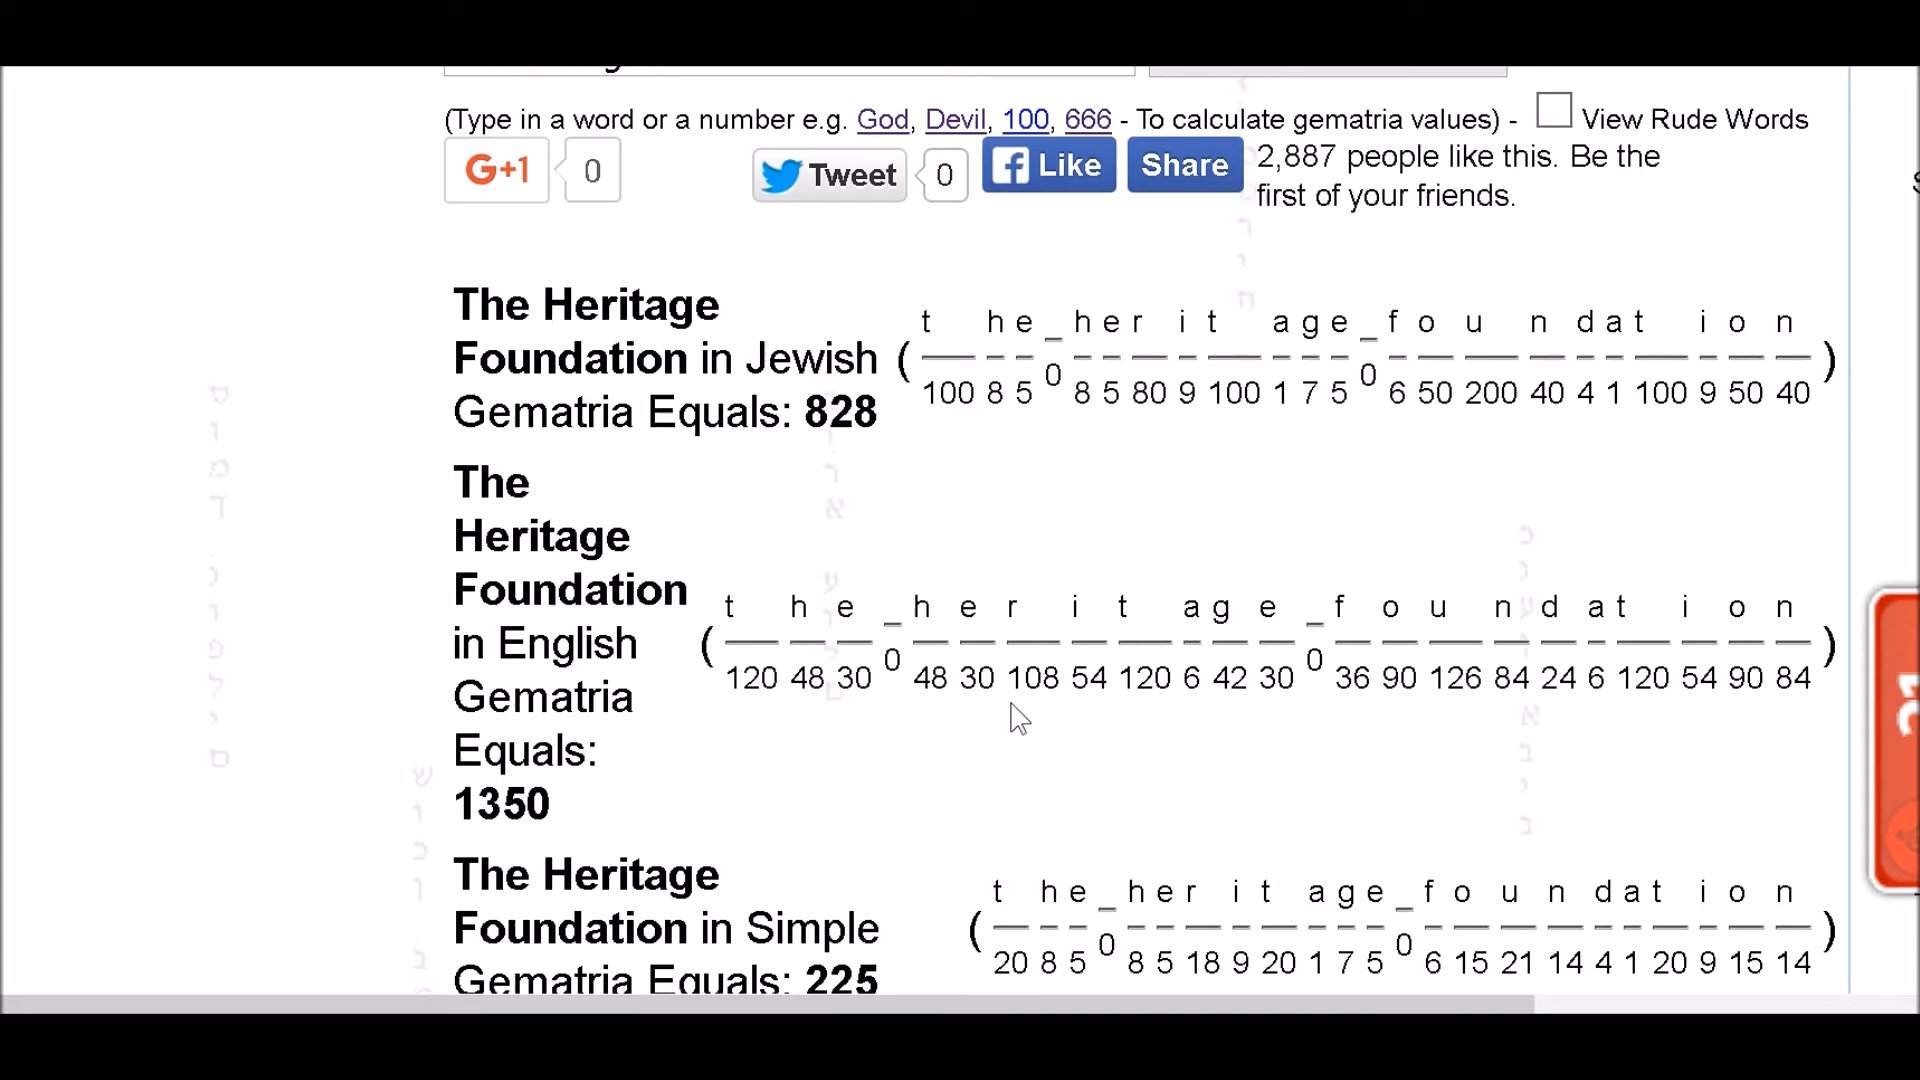 (Type in a word or a number e.g. God, Devil, 100, 666 - To calculate gematria values) - View Rude Words
G+1 0 Tweet 0 Like Share 2,887 people like this. Be the
first of your friends.
The Heritage
Foundation in Jewish
Gematria Equals: 828
( t h e _ h e r i t a g e _ f o u n d a t i o n )
100 8 5 0 8 5 80 9 100 1 7 5 0 6 50 200 40 4 1 100 9 50 40
The
Heritage
Foundation
in English
Gematria
Equals:
1350
( t h e _ h e r i t a g e _ f o u n d a t i o n )
120 48 30 0 48 30 108 54 120 6 42 30 0 36 90 126 84 24 6 120 54 90 84
The Heritage
Foundation in Simple
Gematria Equals: 225
( t h e _ h e r i t a g e _ f o u n d a t i o n )
20 8 5 0 8 5 18 9 20 1 7 5 0 6 15 21 14 4 1 20 9 15 14